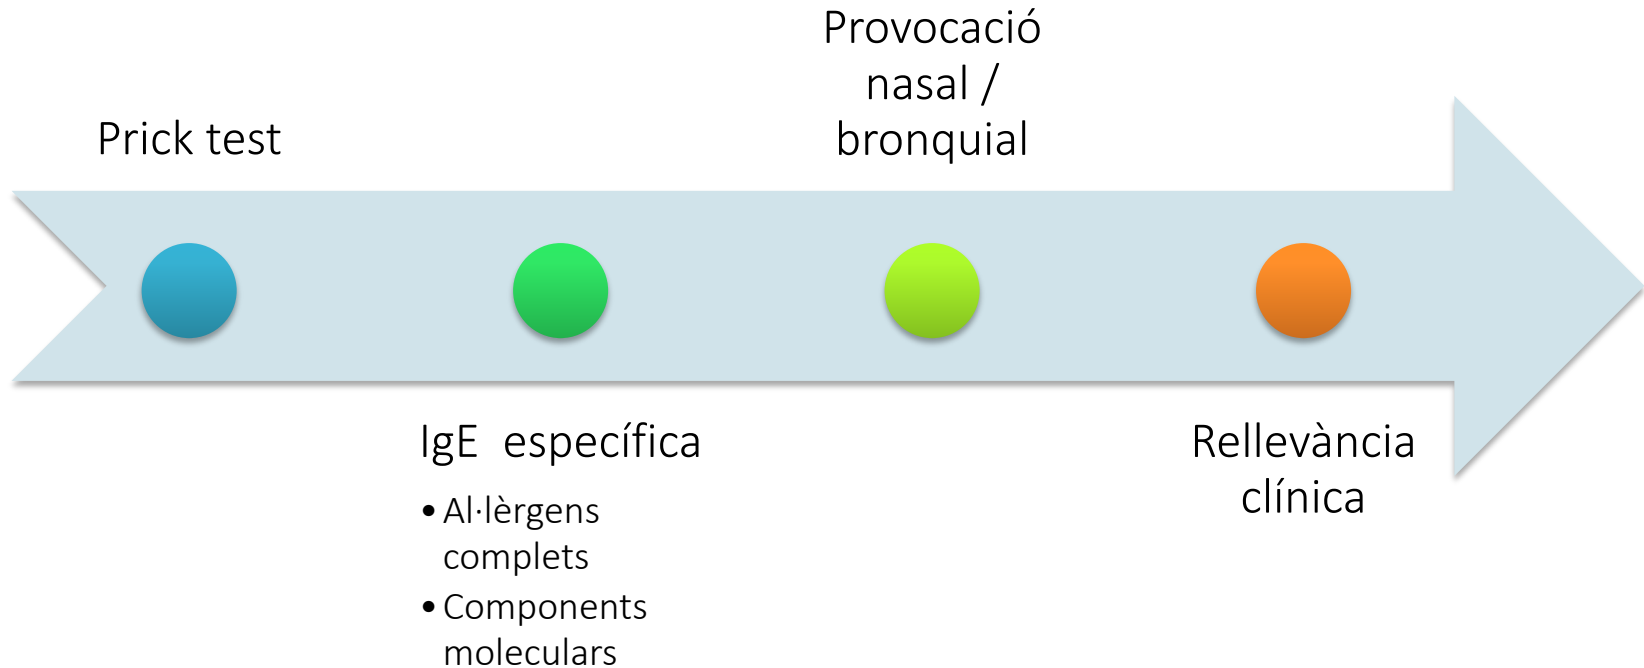 Prick test
IgE  específica
• Al·lèrgens
complets
• Components
moleculars
Provocació
nasal /
bronquial
Rellevància
clínica